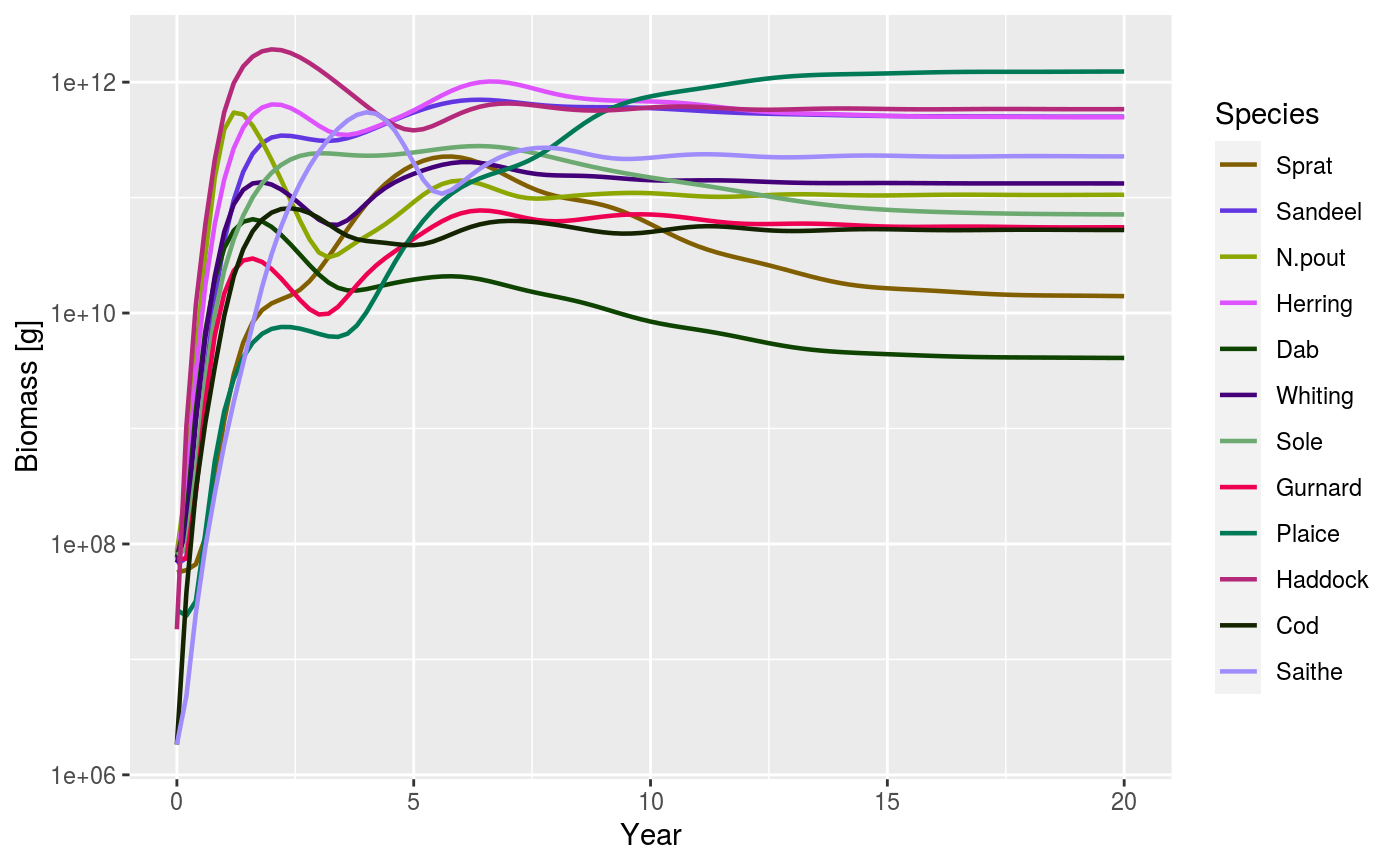 1e+12
1e+10
1e+08
1e+06
Biomass [g]
0 5 10 15 20
Year
Species
Sprat
Sandeel
N.pout
Herring
Dab
Whiting
Sole
Gurnard
Plaice
Haddock
Cod
Saithe